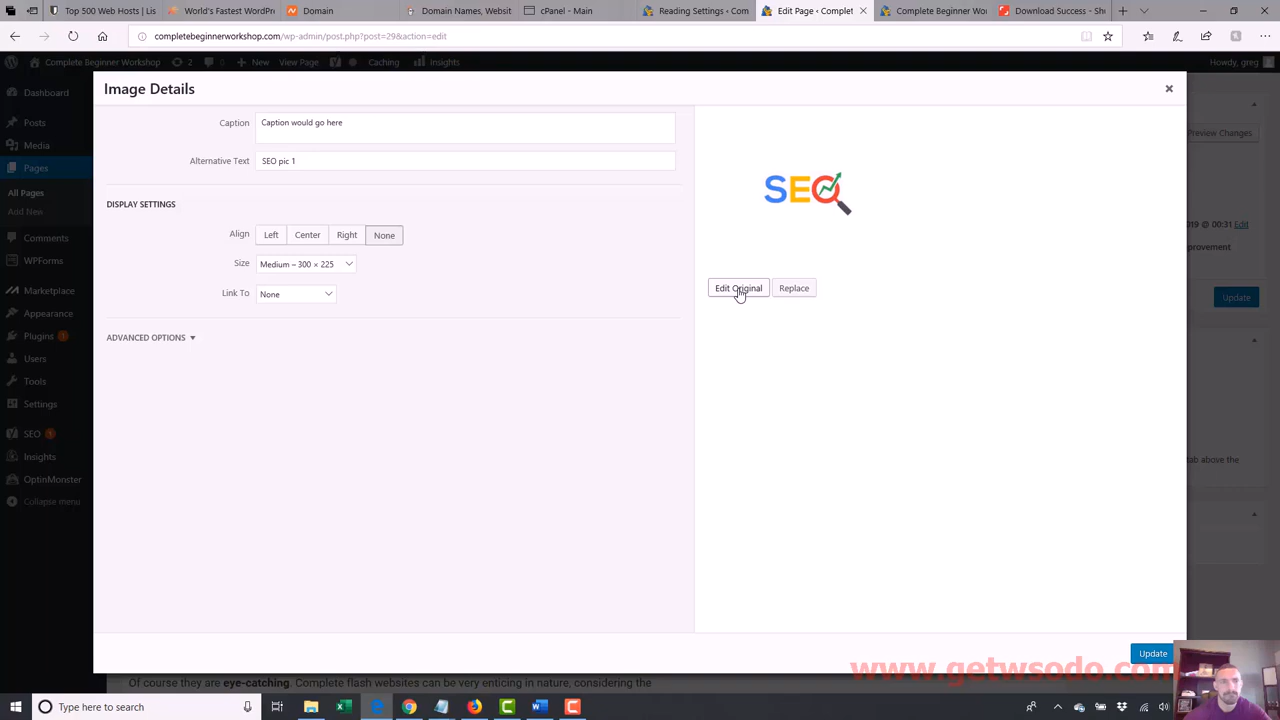 Top 500 Web Hosts | Lis
World's Fastest WordPr
Domain
Domain Names, Websit
cPanel - Main
Reading Settings ‹ Com
Edit Page ‹ Complet
Complete Beginner Wo
Download Success - Sh
completebeginnerworkshop.com/wp-admin/post.php?post=29&action=edit
Complete Beginner Workshop
2
0
New
View Page
Caching
Insights
Howdy, greg
Image Details
Dashboard
Posts
Media
Pages
All Pages
Add New
Comments
WPForms
Marketplace
Appearance
Plugins 1
Users
Tools
Settings
SEO
Insights
OptinMonster
Collapse menu
Caption
Caption would go here
Alternative Text
SEO pic 1
DISPLAY SETTINGS
Align
Left
Center
Right
None
Size
Medium – 300 × 225
Link To
None
ADVANCED OPTIONS
SEO
Edit Original
Replace
Preview Changes
019 @ 00:31 Edit
provement
Update
tab above the
Update
www.getwsodo.com
Of course they are eye-catching. Complete flash websites can be very enticing in nature, considering the
Type here to search